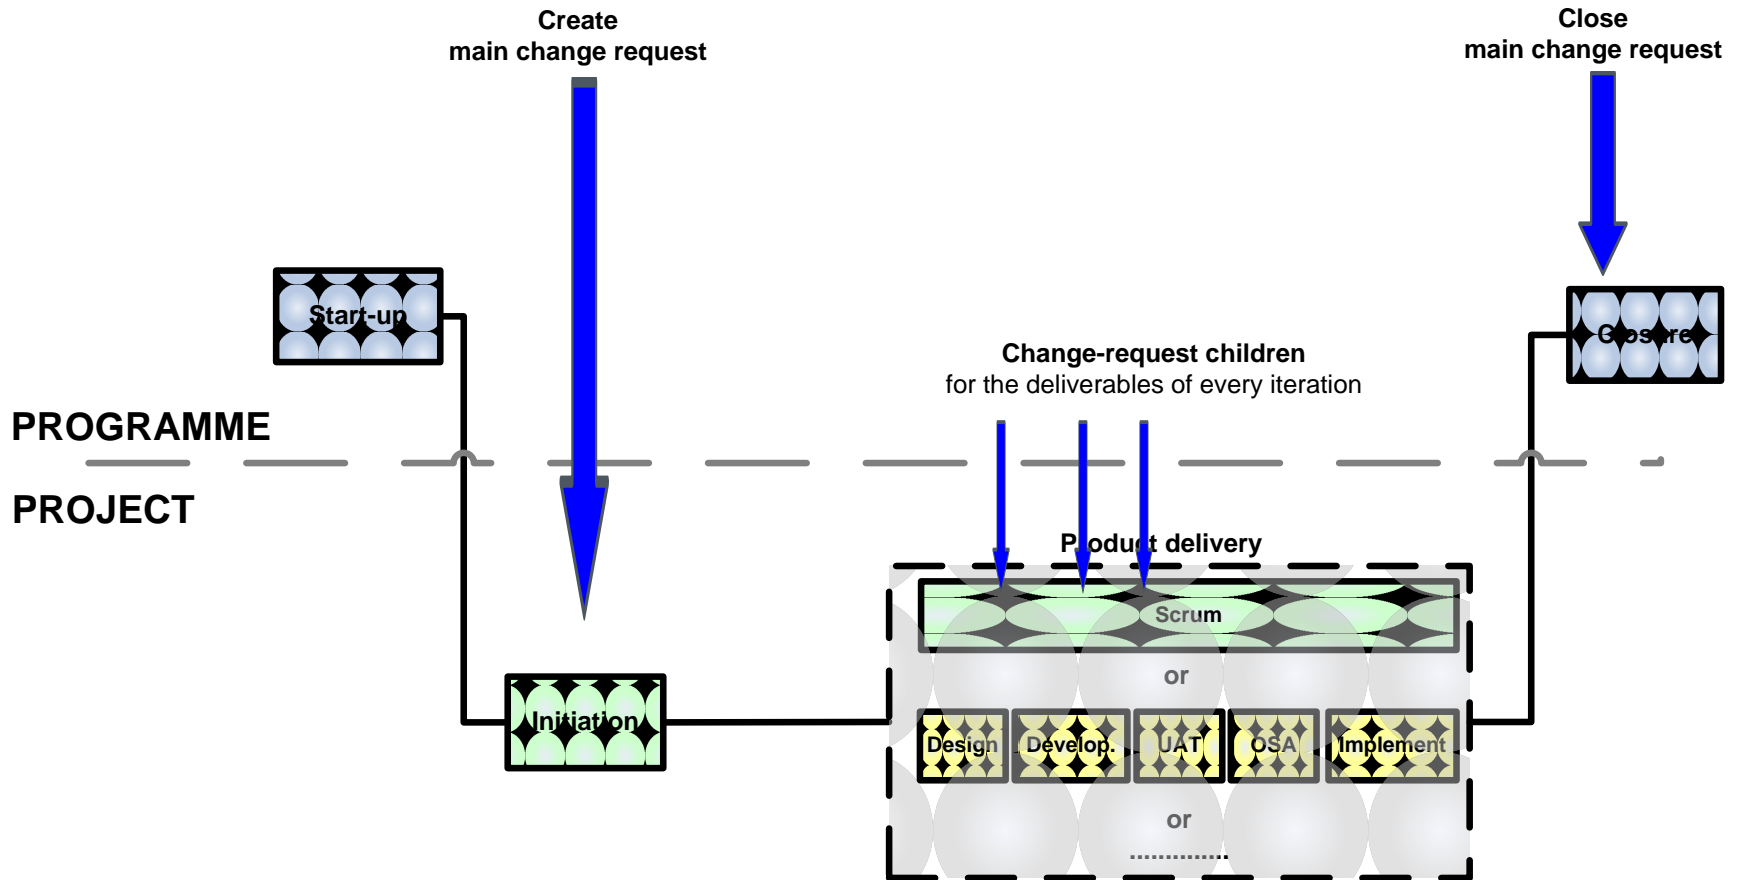 Create
main change request
Close
main change request
Start-up
Closure
Change-request children
for the deliverables of every iteration
PROGRAMME
PROJECT
Product delivery
Scrum
or
Initiation
Design
Develop.
UAT
OSA
Implement
or
..............